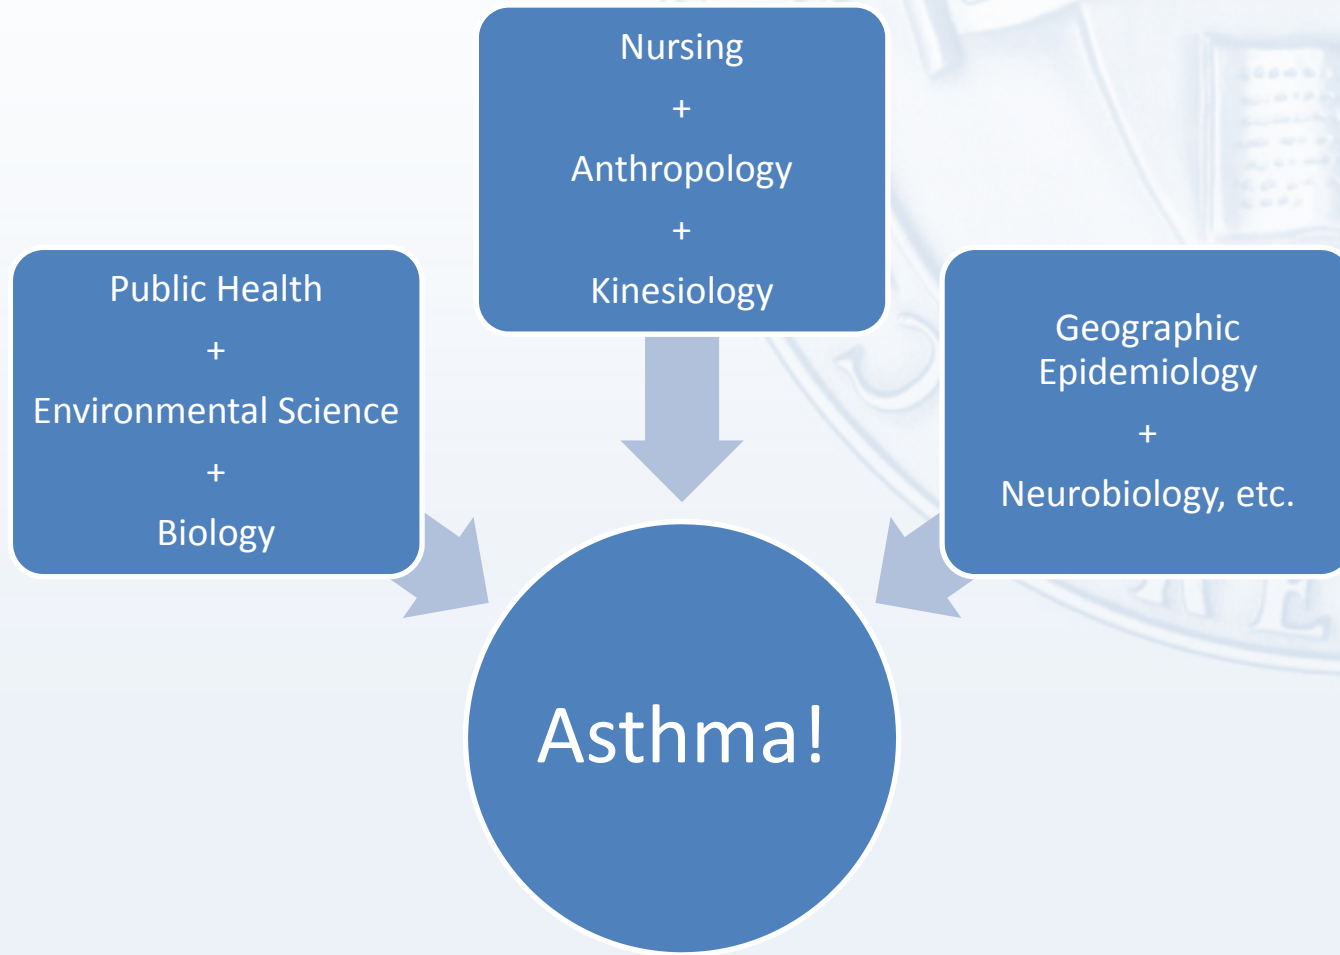 Nursing
+
Anthropology
+
Kinesiology
Public Health
+
Environmental Science
+
Biology
Geographic
Epidemiology
+
Neurobiology, etc.
Asthma!